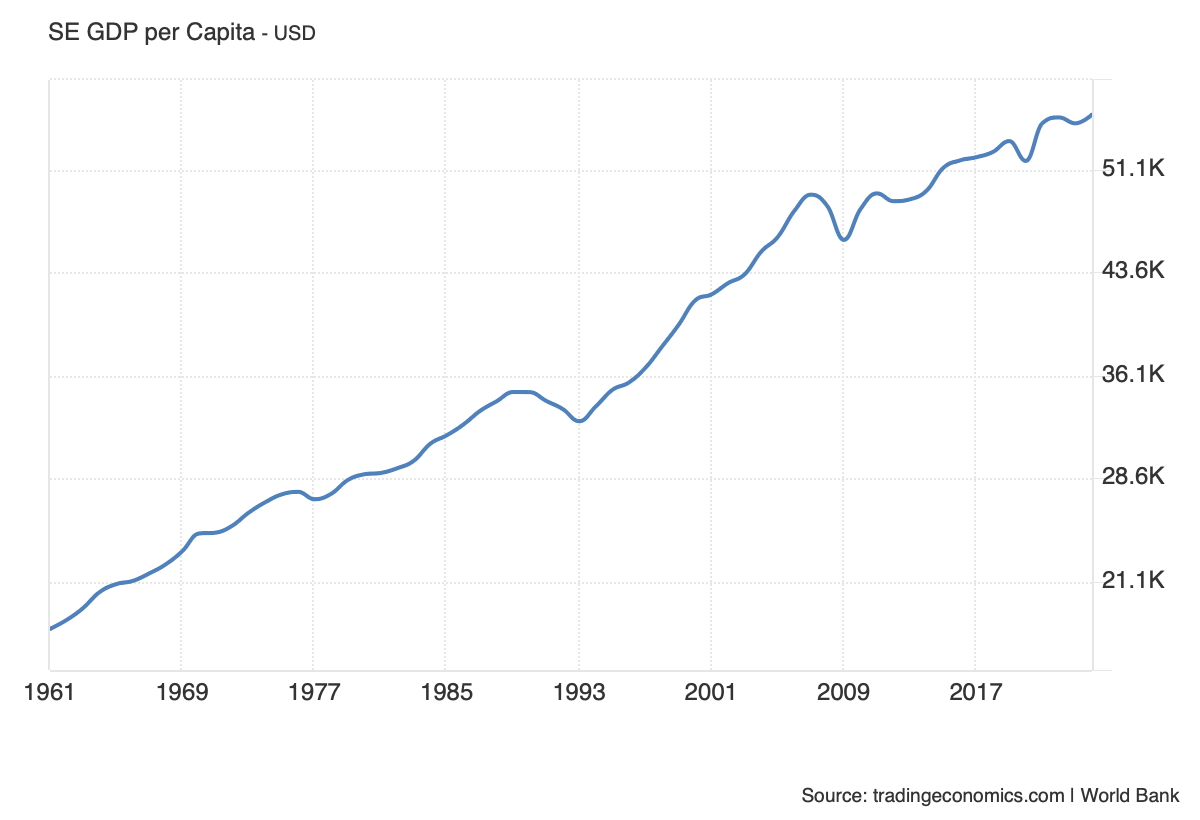 SE GDP per Capita - USD
51.1K
43.6K
36.1K
28.6K
21.1K
1961 1969 1977 1985 1993 2001 2009 2017
Source: tradingeconomics.com | World Bank